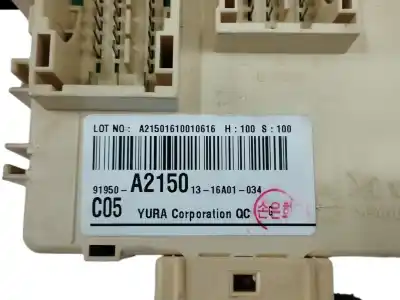 LOT NO: A21501610010616 H:100 S:100
91950-A2150 13-16A01-034
C05 YURA Corporation QC